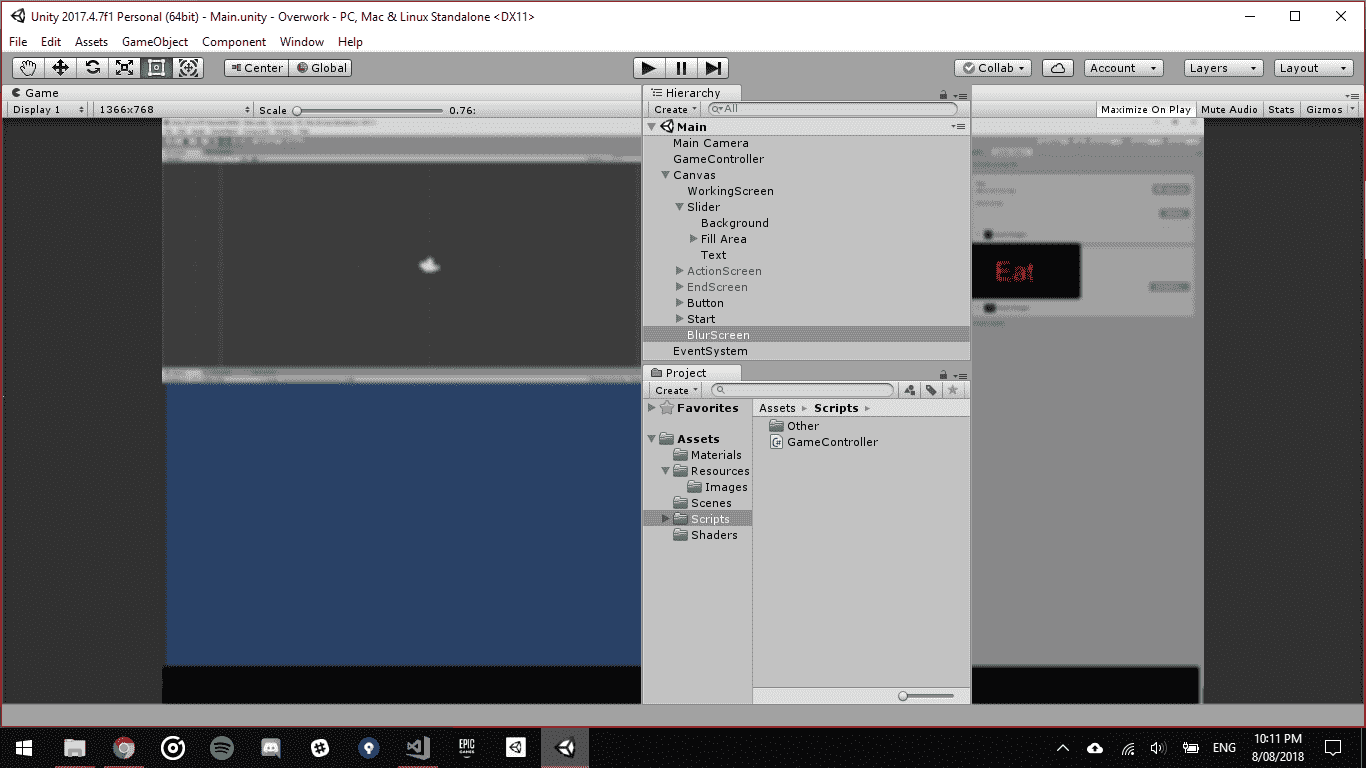 Unity 2017.4.7f1 Personal (64bit) - Main.unity - Overwork - PC, Mac & Linux Standalone <DX11>
File Edit Assets GameObject Component Window Help
Center Global Collab Account Layers Layout
Game
Display 1 1366x768 Scale 0.76: Maximize On Play Mute Audio Stats Gizmos
Hierarchy
Create All
Main
Main Camera
GameController
Canvas
WorkingScreen
Slider
Background
Fill Area
Text
ActionScreen
EndScreen
Button
Start
BlurScreen
EventSystem
Eat
Project
Create
Favorites
Assets
Materials
Resources
Images
Scenes
Scripts
Shaders
Assets Scripts
Other
GameController
EPIC
GAMES
ENG
10:11 PM
8/08/2018